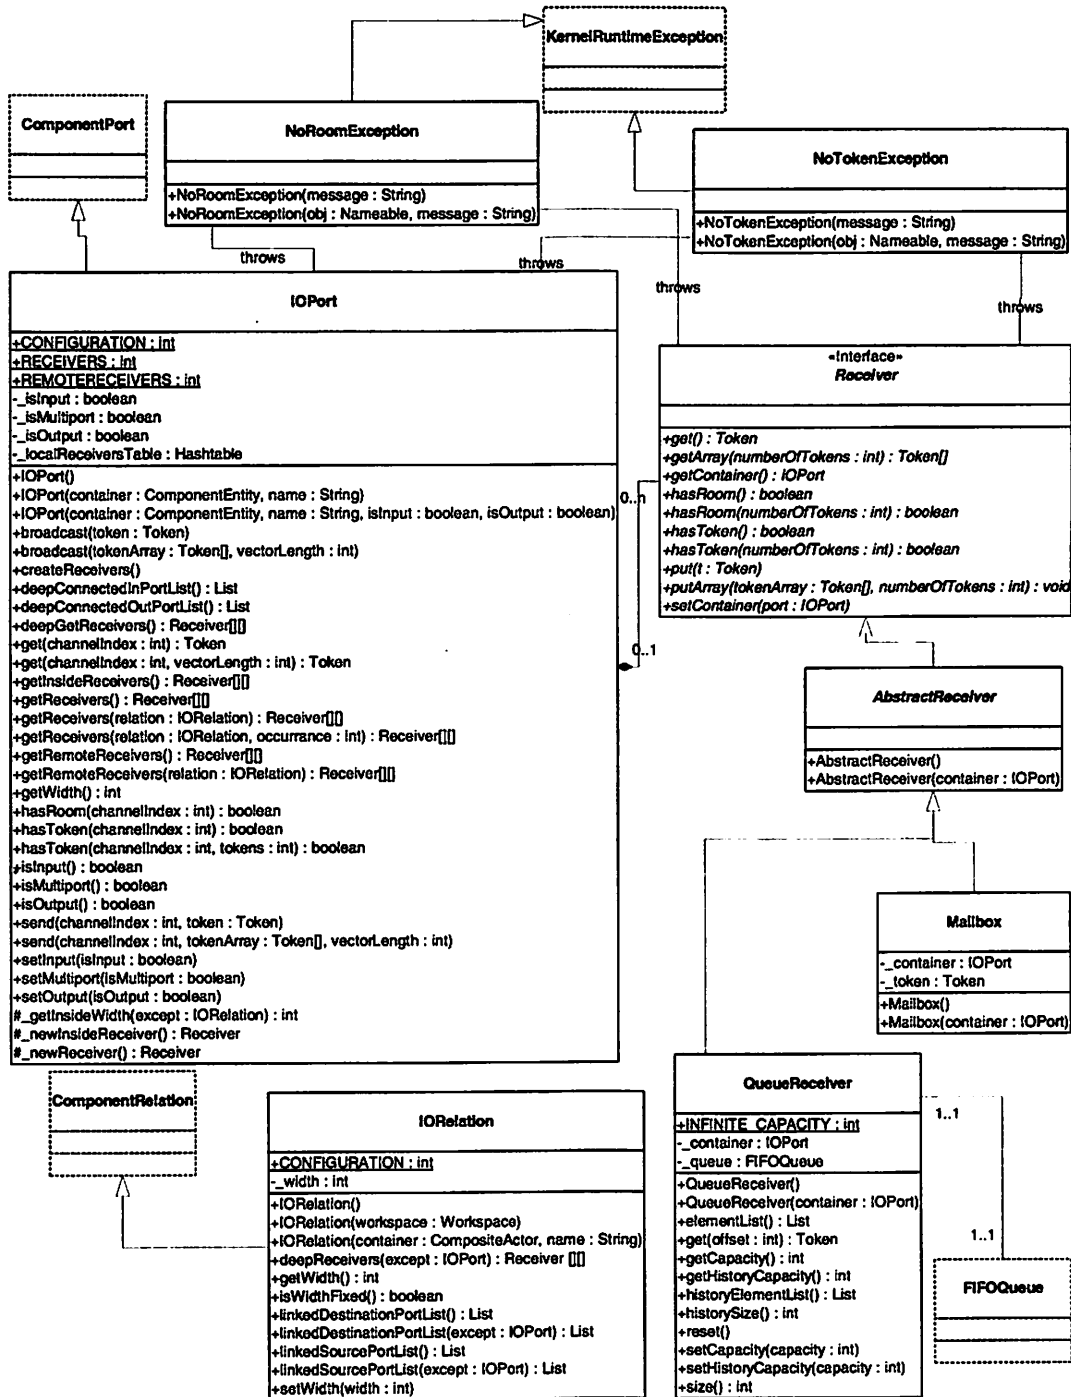 KernelRuntimeException
ComponentPort
NoRoomException
+NoRoomException(message : String)
+NoRoomException(obj : Nameable, message : String)
NoTokenException
+NoTokenException(message : String)
+NoTokenException(obj : Nameable, message : String)
throws
throws
throws
throws
IOPort
+CONFIGURATION : int
+RECEIVERS : int
+REMOTERECEIVERS : int
-_isInput : boolean
-_isMultiport : boolean
-_isOutput : boolean
-_localReceiversTable : Hashtable
+IOPort()
+IOPort(container : ComponentEntity, name : String)
+IOPort(container : ComponentEntity, name : String, isInput : boolean, isOutput : boolean)
+broadcast(token : Token)
+broadcast(tokenArray : Token[], vectorLength : int)
+createReceivers()
+deepConnectedInPortList() : List
+deepConnectedOutPortList() : List
+deepGetReceivers() : Receiver[][]
+get(channelIndex : int) : Token
+get(channelIndex : int, vectorLength : int) : Token
+getInsideReceivers() : Receiver[][]
+getReceivers() : Receiver[][]
+getReceivers(relation : IORelation) : Receiver[][]
+getReceivers(relation : IORelation, occurrance : int) : Receiver[][]
+getRemoteReceivers() : Receiver[][]
+getRemoteReceivers(relation : IORelation) : Receiver[][]
+getWidth() : int
+hasRoom(channelIndex : int) : boolean
+hasToken(channelIndex : int) : boolean
+hasToken(channelIndex : int, tokens : int) : boolean
+isInput() : boolean
+isMultiport() : boolean
+isOutput() : boolean
+send(channelIndex : int, token : Token)
+send(channelIndex : int, tokenArray : Token[], vectorLength : int)
+setInput(isInput : boolean)
+setMultiport(isMultiport : boolean)
+setOutput(isOutput : boolean)
#_getInsideWidth(except : IORelation) : int
#_newInsideReceiver() : Receiver
#_newReceiver() : Receiver
0..n
0..1
«Interface»
Receiver
+get() : Token
+getArray(numberOfTokens : int) : Token[]
+getContainer() : IOPort
+hasRoom() : boolean
+hasRoom(numberOfTokens : int) : boolean
+hasToken() : boolean
+hasToken(numberOfTokens : int) : boolean
+put(t : Token)
+putArray(tokenArray : Token[], numberOfTokens : int) : void
+setContainer(port : IOPort)
AbstractReceiver
+AbstractReceiver()
+AbstractReceiver(container : IOPort)
Mailbox
-_container : IOPort
-_token : Token
+Mailbox()
+Mailbox(container : IOPort)
ComponentRelation
IORelation
+CONFIGURATION : int
-_width : int
+IORelation()
+IORelation(workspace : Workspace)
+IORelation(container : CompositeActor, name : String)
+deepReceivers(except : IOPort) : Receiver [][]
+getWidth() : int
+isWidthFixed() : boolean
+linkedDestinationPortList() : List
+linkedDestinationPortList(except : IOPort) : List
+linkedSourcePortList() : List
+linkedSourcePortList(except : IOPort) : List
+setWidth(width : int)
QueueReceiver
+INFINITE_CAPACITY : int
-_container : IOPort
-_queue : FIFOQueue
+QueueReceiver()
+QueueReceiver(container : IOPort)
+elementList() : List
+get(offset : int) : Token
+getCapacity() : int
+getHistoryCapacity() : int
+historyElementList() : List
+historySize() : int
+reset()
+setCapacity(capacity : int)
+setHistoryCapacity(capacity : int)
+size() : int
1..1
1..1
FIFOQueue